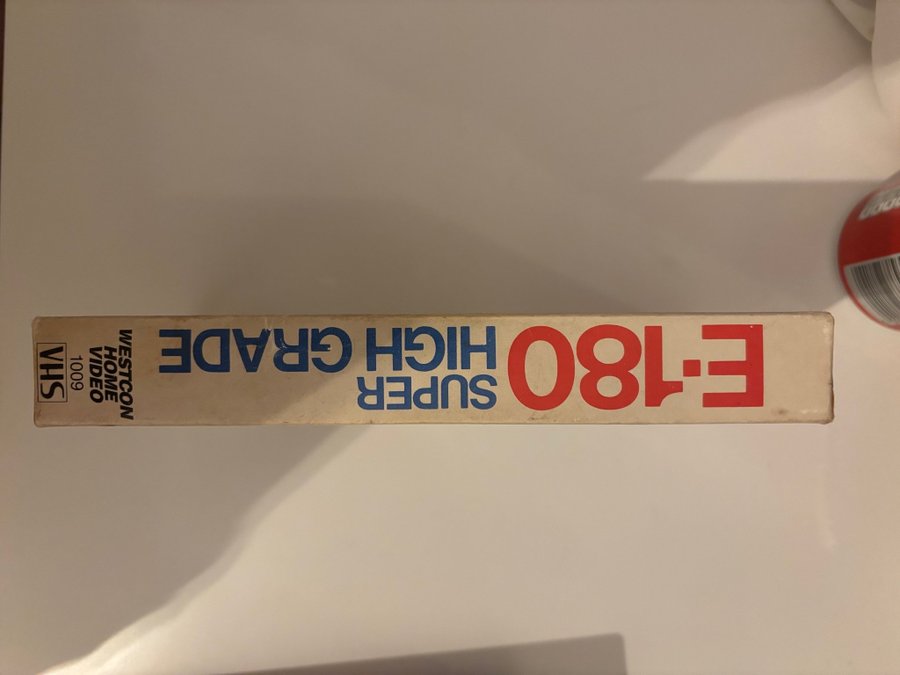 E-180
SUPER
HIGH GRADE
WESTCON
HOME
VIDEO
1009
VHS